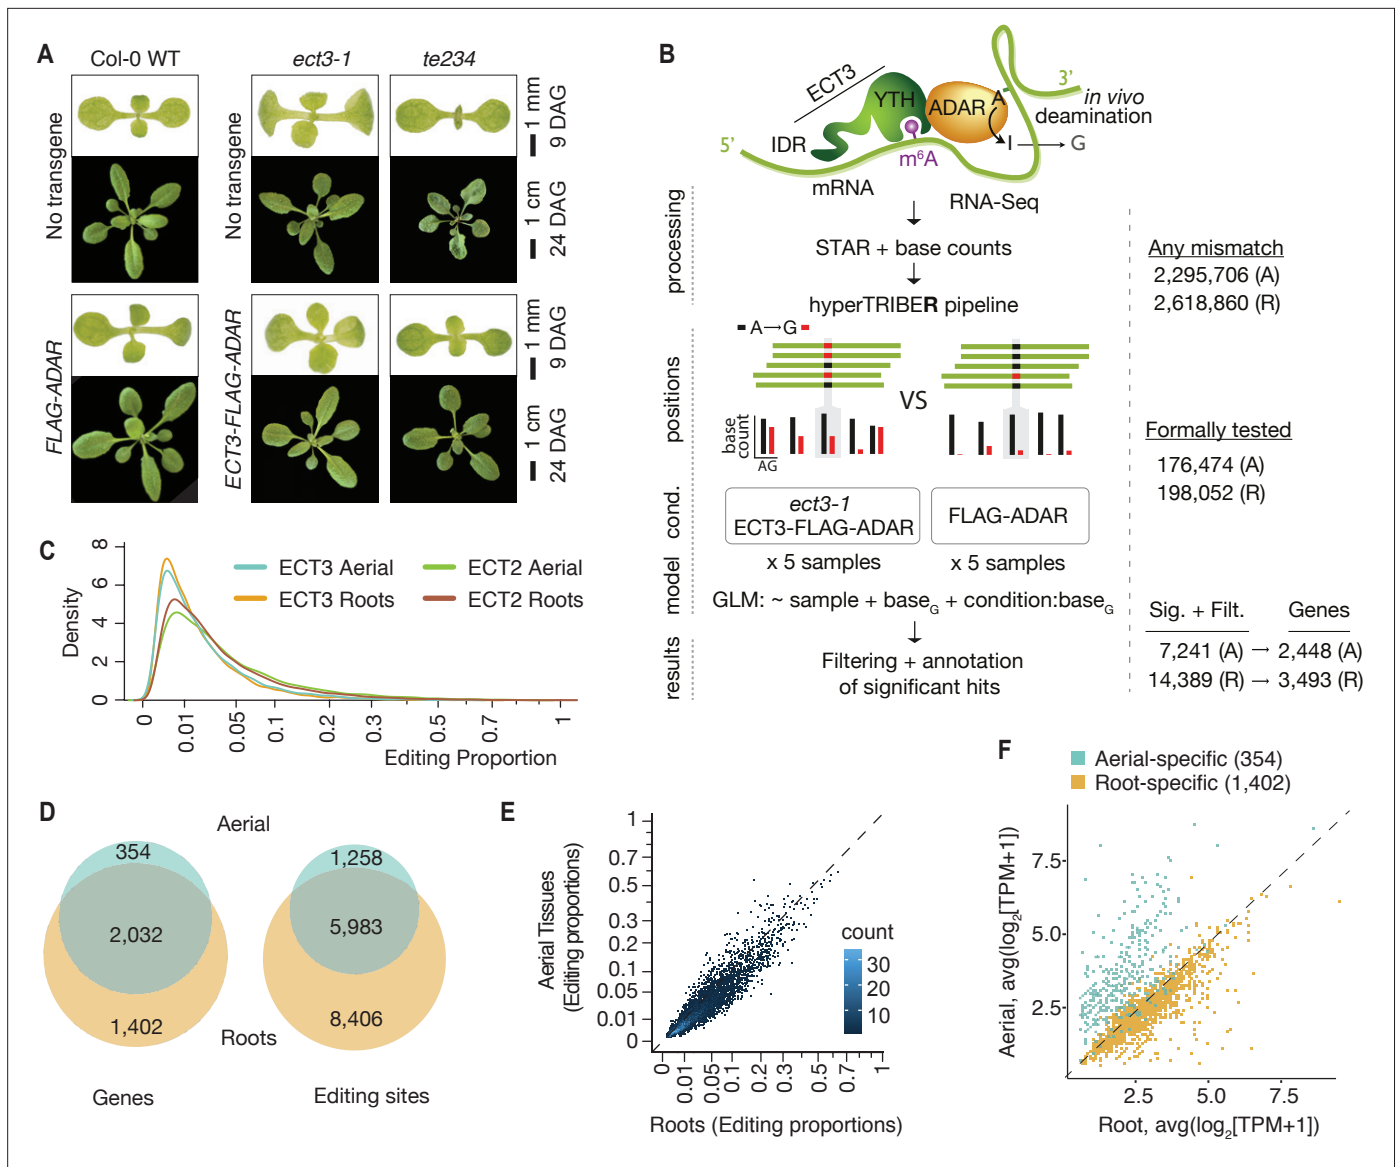 A
Col-0 WT
ect3-1
te234
No transgene
No transgene
1 mm
9 DAG
1 cm
24 DAG
FLAG-ADAR
ECT3-FLAG-ADAR
1 mm
9 DAG
1 cm
24 DAG
B
ECT3
YTH
ADAR
A
3’
in vivo
deamination
IDR
I
G
5’
m⁶A
mRNA
RNA-Seq
processing
STAR + base counts
hyperTRIBER pipeline
Any mismatch
2,295,706 (A)
2,618,860 (R)
positions
A→G
VS
base
count
AG
Formally tested
176,474 (A)
198,052 (R)
cond.
ect3-1
ECT3-FLAG-ADAR
FLAG-ADAR
x 5 samples
x 5 samples
model
GLM: ~ sample + base_G + condition:base_G
results
Filtering + annotation
of significant hits
Sig. + Filt.
Genes
7,241 (A) → 2,448 (A)
14,389 (R) → 3,493 (R)
C
Density
8
6
4
2
0
ECT3 Aerial
ECT2 Aerial
ECT3 Roots
ECT2 Roots
0
0.01
0.05
0.1
0.2
0.3
0.5
0.7
1
Editing Proportion
D
Aerial
354
2,032
1,402
1,258
5,983
8,406
Roots
Genes
Editing sites
E
Aerial Tissues
(Editing proportions)
1
0.7
0.5
0.3
0.2
0.1
0.05
0.01
0
count
30
20
10
0
0.01
0.05
0.1
0.2
0.3
0.5
0.7
1
Roots (Editing proportions)
F
Aerial-specific (354)
Root-specific (1,402)
Aerial, avg(log₂[TPM+1])
7.5
5.0
2.5
2.5
5.0
7.5
Root, avg(log₂[TPM+1])